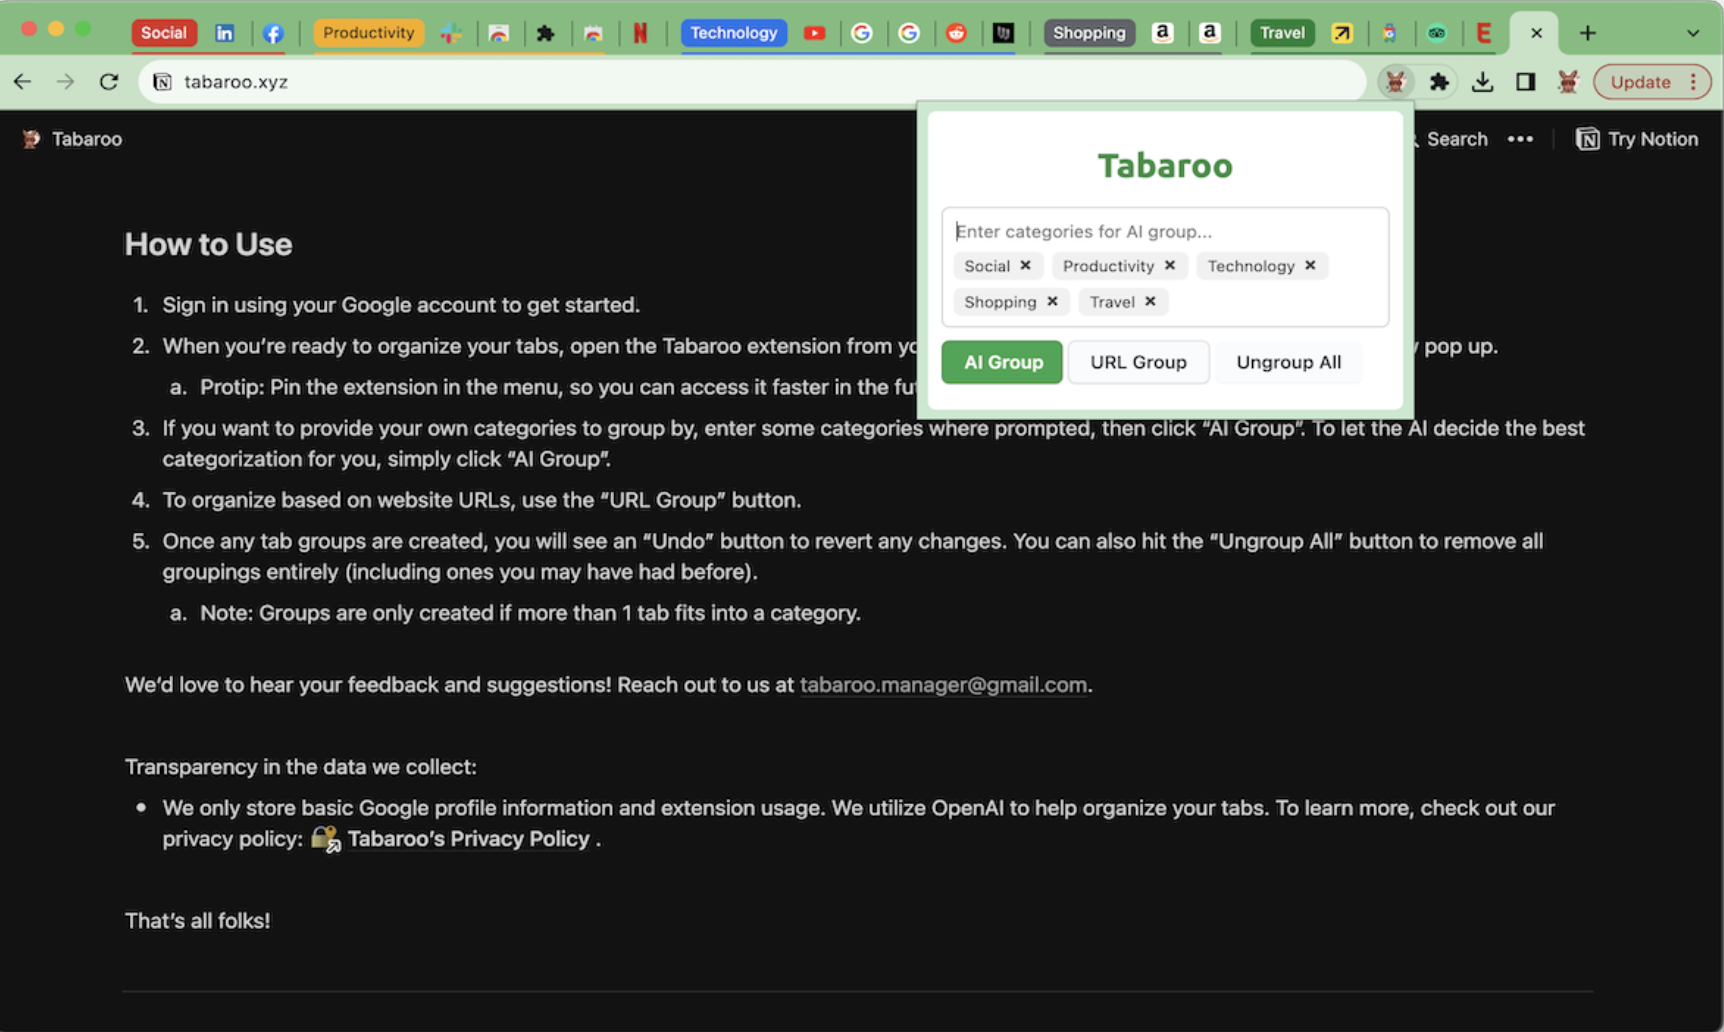 Social
Productivity
Technology
Shopping
Travel
tabaroo.xyz
Update
Tabaroo
Search
Try Notion
Tabaroo
Enter categories for AI group...
Social
Productivity
Technology
Shopping
Travel
AI Group
URL Group
Ungroup All
How to Use
1. Sign in using your Google account to get started.
2. When you’re ready to organize your tabs, open the Tabaroo extension from pop up.
a. Protip: Pin the extension in the menu, so you can access it faster in the
3. If you want to provide your own categories to group by, enter some categories where prompted, then click “AI Group”. To let the AI decide the best
categorization for you, simply click “AI Group”.
4. To organize based on website URLs, use the “URL Group” button.
5. Once any tab groups are created, you will see an “Undo” button to revert any changes. You can also hit the “Ungroup All” button to remove all
groupings entirely (including ones you may have had before).
a. Note: Groups are only created if more than 1 tab fits into a category.
We’d love to hear your feedback and suggestions! Reach out to us at tabaroo.manager@gmail.com.
Transparency in the data we collect:
• We only store basic Google profile information and extension usage. We utilize OpenAI to help organize your tabs. To learn more, check out our
privacy policy: Tabaroo’s Privacy Policy .
That’s all folks!